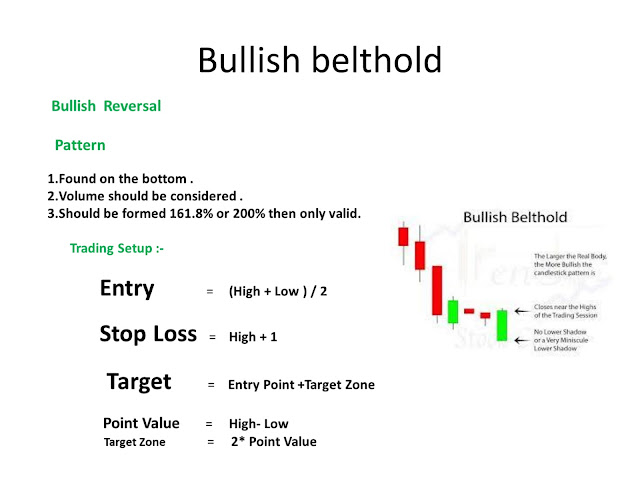 Bullish belthold
Bullish Reversal
Pattern
1.Found on the bottom .
2.Volume should be considered .
3.Should be formed 161.8% or 200% then only valid.
Trading Setup :-
Entry = (High + Low ) / 2
Stop Loss = High + 1
Target = Entry Point +Target Zone
Point Value = High- Low
Target Zone = 2* Point Value
Bullish Belthold
The Larger the Real Body,
the More Bullish the
candlestick pattern is
Closes near the Highs
of the Trading Session
No Lower Shadow
or a Very Miniscule
Lower Shadow